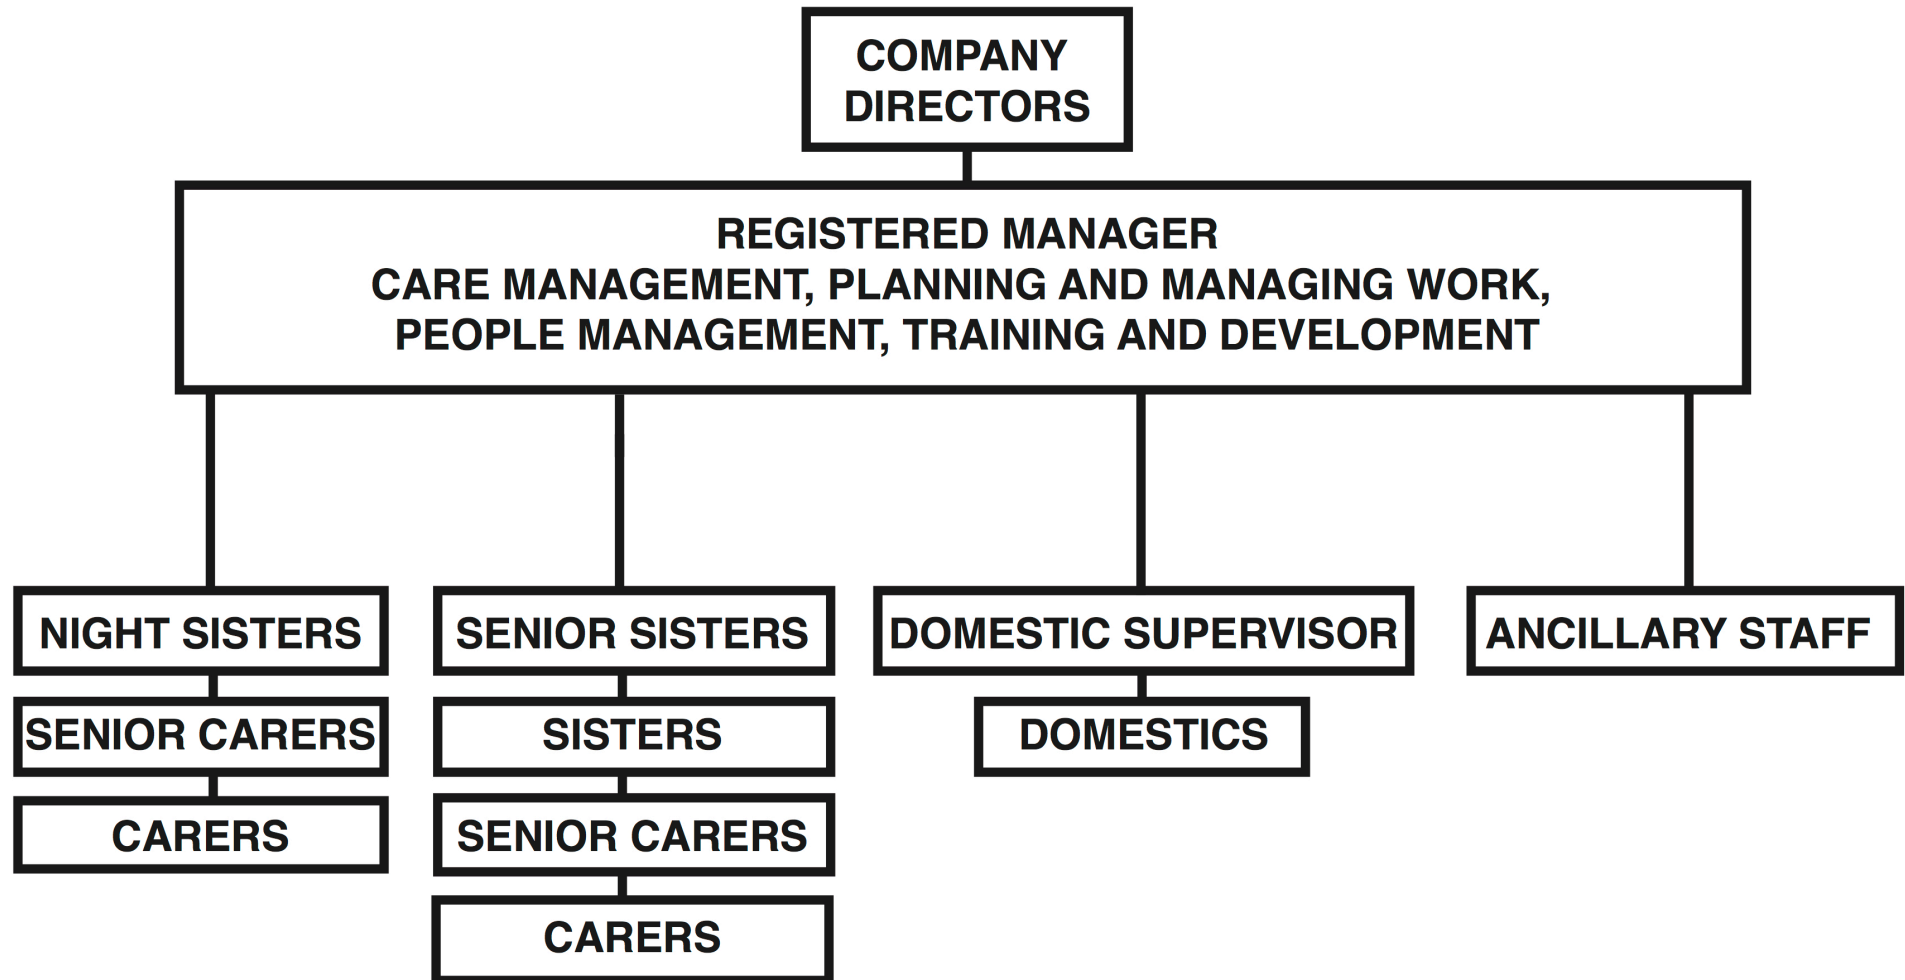 COMPANY
DIRECTORS
REGISTERED MANAGER
CARE MANAGEMENT, PLANNING AND MANAGING WORK,
PEOPLE MANAGEMENT, TRAINING AND DEVELOPMENT
NIGHT SISTERS
SENIOR CARERS
CARERS
SENIOR SISTERS
SISTERS
SENIOR CARERS
CARERS
DOMESTIC SUPERVISOR
DOMESTICS
ANCILLARY STAFF